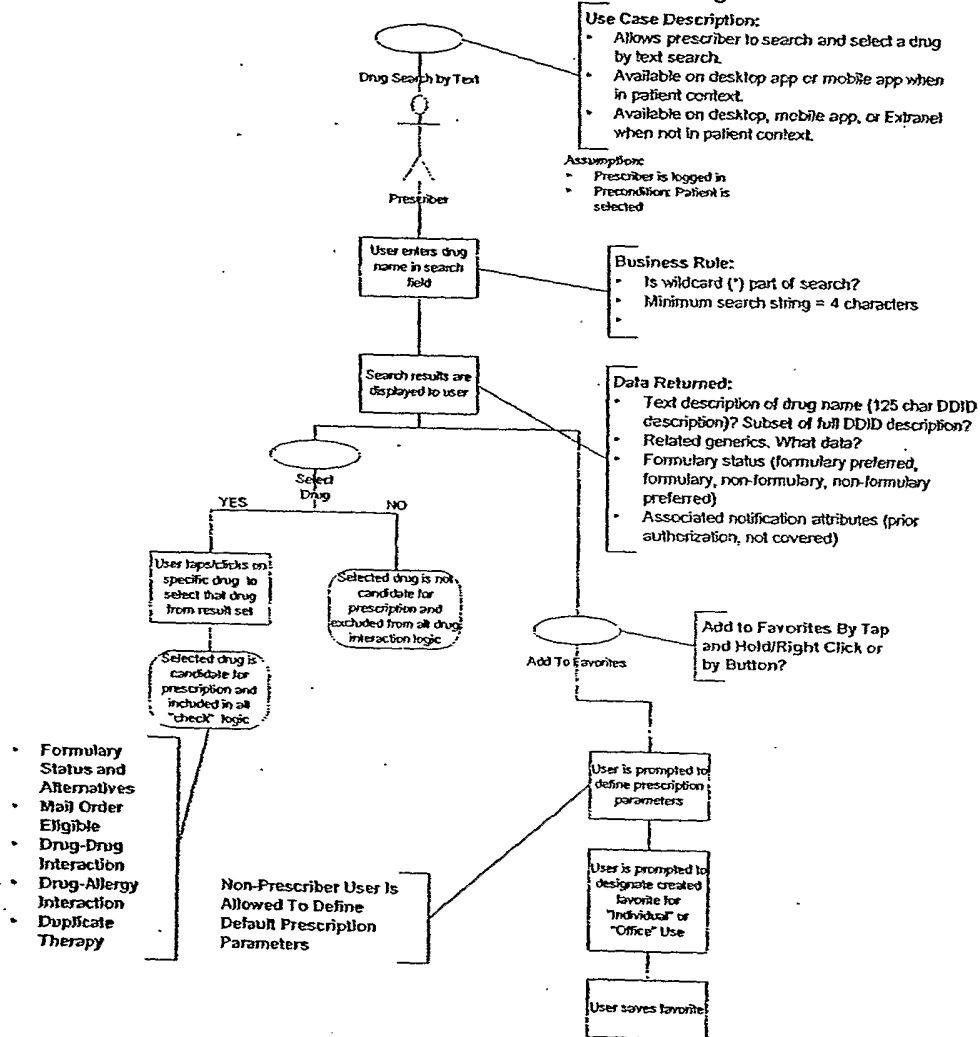 Use Case Description:
• Allows prescriber to search and select a drug
by text search.
• Available on desktop app or mobile app when
in patient context.
• Available on desktop, mobile app, or Extranet
when not in patient context.
Drug Search by Text
Assumption:
• Prescriber is logged in
• Precondition: Patient is
selected
Prescriber
User enters drug
name in search
field
Business Rule:
• Is wildcard (*) part of search?
• Minimum search string = 4 characters
•
Search results are
displayed to user
Data Returned:
• Text description of drug name (125 char DDID
description)? Subset of full DDID description?
• Related generics. What data?
• Formulary status (formulary preferred,
formulary, non-formulary, non-formulary
preferred)
• Associated notification attributes (prior
authorization, not covered)
Select
Drug
YES
NO
User taps/clicks on
specific drug to
select that drug
from result set
Selected drug is not
candidate for
prescription and
excluded from all drug
interaction logic
Add To Favorites
Add to Favorites By Tap
and Hold/Right Click or
by Button?
Selected drug is
candidate for
prescription and
included in all
"check" logic
• Formulary
Status and
Alternatives
• Mail Order
Eligible
• Drug-Drug
Interaction
• Drug-Allergy
Interaction
• Duplicate
Therapy
User is prompted to
define prescription
parameters
Non-Prescriber User Is
Allowed To Define
Default Prescription
Parameters
User is prompted to
designate created
favorite for
"Individual" or
"Office" Use
User saves favorite